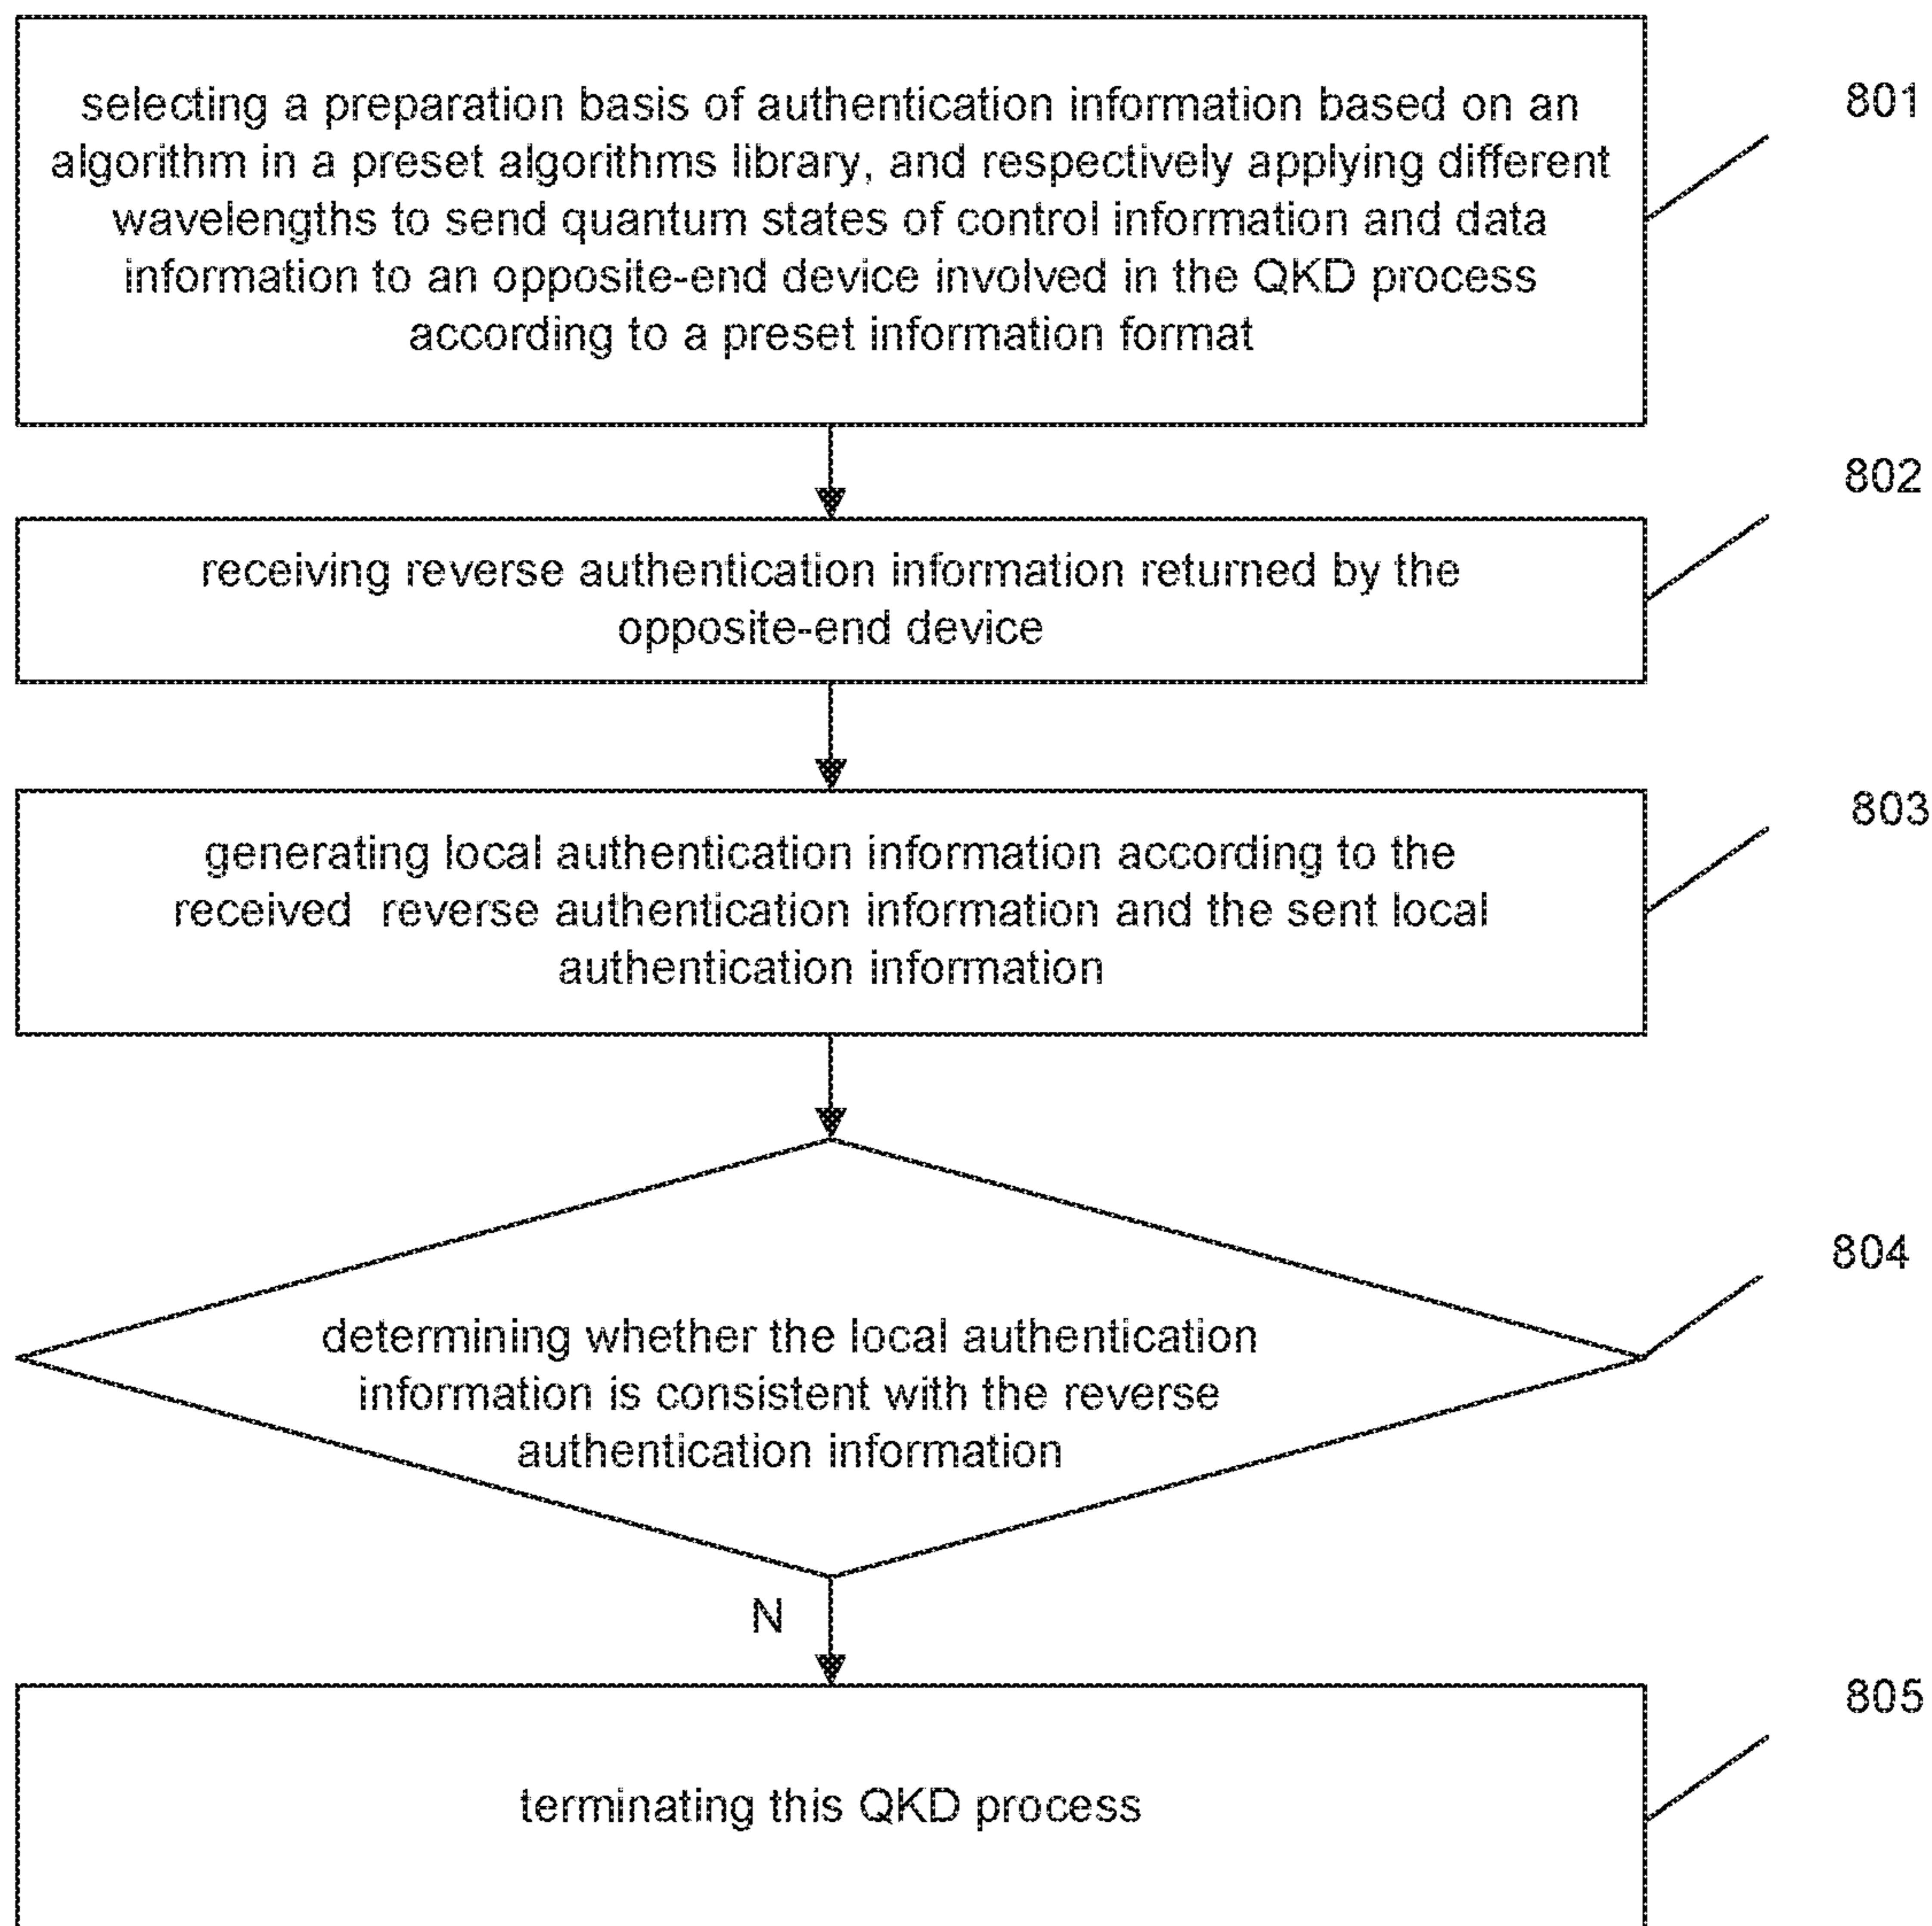 selecting a preparation basis of authentication information based on an
algorithm in a preset algorithms library, and respectively applying different
wavelengths to send quantum states of control information and data
information to an opposite-end device involved in the QKD process
according to a preset information format
801
802
receiving reverse authentication information returned by the
opposite-end device
803
generating local authentication information according to the
received reverse authentication information and the sent local
authentication information
804
determining whether the local authentication
information is consistent with the reverse
authentication information
N
805
terminating this QKD process